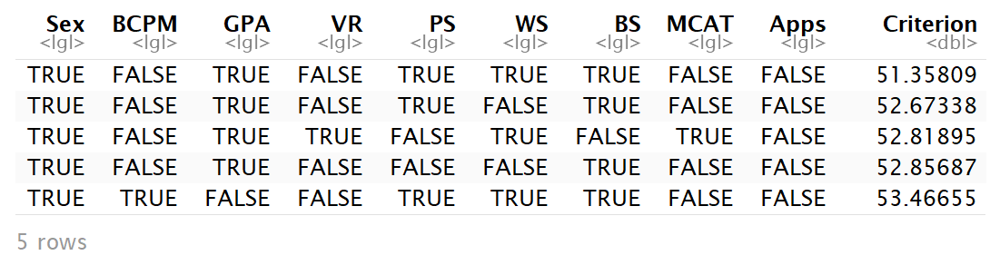 Sex BCPM GPA VR PS WS BS MCAT Apps Criterion
<lgl> <lgl> <lgl> <lgl> <lgl> <lgl> <lgl> <lgl> <lgl> <dbl>
TRUE FALSE TRUE FALSE TRUE TRUE TRUE FALSE FALSE 51.35809
TRUE FALSE TRUE FALSE TRUE FALSE TRUE FALSE FALSE 52.67338
TRUE FALSE TRUE TRUE FALSE TRUE FALSE TRUE FALSE 52.81895
TRUE FALSE TRUE FALSE FALSE FALSE TRUE FALSE FALSE 52.85687
TRUE TRUE FALSE FALSE TRUE TRUE TRUE FALSE FALSE 53.46655
5 rows